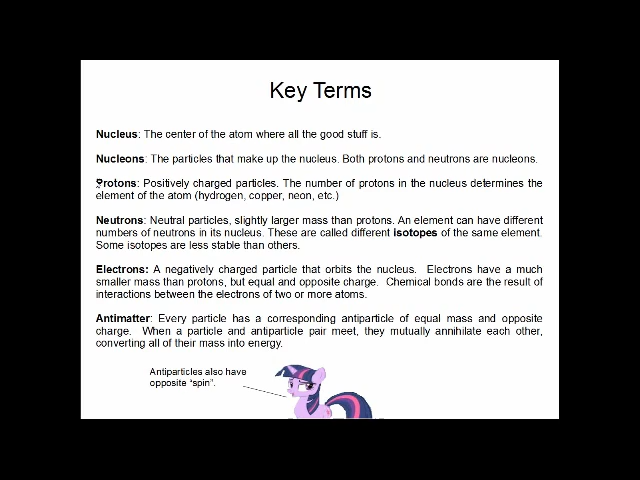 Key Terms
Nucleus: The center of the atom where all the good stuff is.
Nucleons: The particles that make up the nucleus. Both protons and neutrons are nucleons.
Protons: Positively charged particles. The number of protons in the nucleus determines the
element of the atom (hydrogen, copper, neon, etc.)
Neutrons: Neutral particles, slightly larger mass than protons. An element can have different
numbers of neutrons in its nucleus. These are called different isotopes of the same element.
Some isotopes are less stable than others.
Electrons: A negatively charged particle that orbits the nucleus. Electrons have a much
smaller mass than protons, but equal and opposite charge. Chemical bonds are the result of
interactions between the electrons of two or more atoms.
Antimatter: Every particle has a corresponding antiparticle of equal mass and opposite
charge. When a particle and antiparticle pair meet, they mutually annihilate each other,
converting all of their mass into energy.
Antiparticles also have
opposite “spin”.